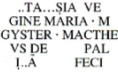 ..TA...SIA VE
GINE MARIA · M
GYSTER · MACTHE
VS DE PAL
Ị..Ā FECI